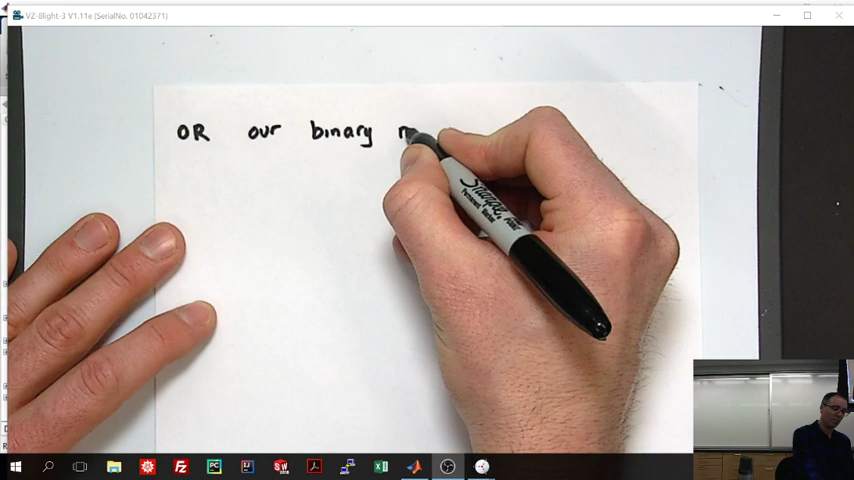 VZ-8light-3 V1.11e (SerialNo. 01042371)
OR our binary
Sharpie